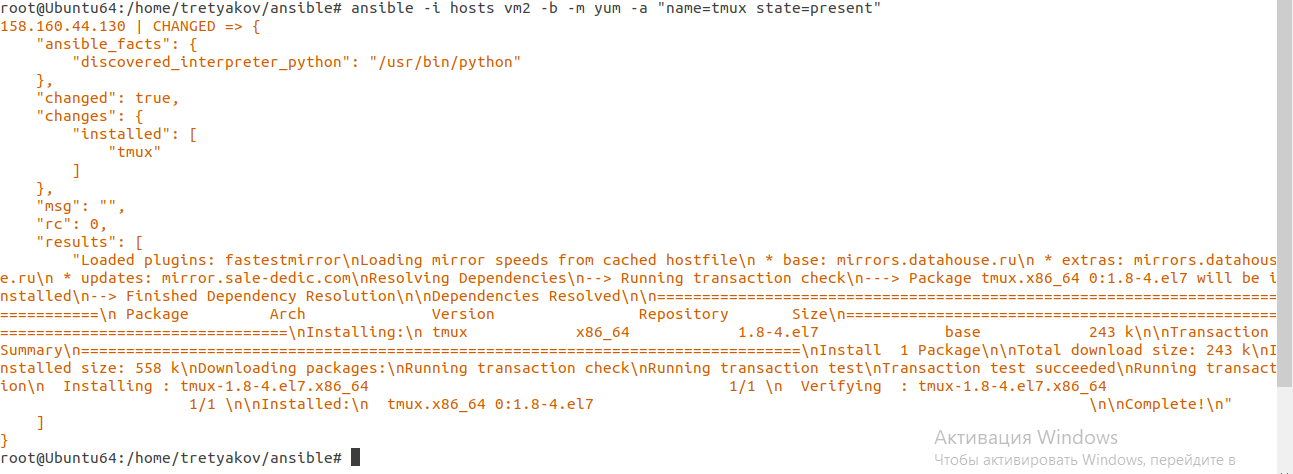 root@Ubuntu64:/home/tretyakov/ansible# ansible -i hosts vm2 -b -m yum -a "name=tmux state=present"
158.160.44.130 | CHANGED => {
    "ansible_facts": {
        "discovered_interpreter_python": "/usr/bin/python"
    },
    "changed": true,
    "changes": {
        "installed": [
            "tmux"
        ]
    },
    "msg": "",
    "rc": 0,
    "results": [
        "Loaded plugins: fastestmirror\nLoading mirror speeds from cached hostfile\n * base: mirrors.datahouse.ru\n * extras: mirrors.datahous
e.ru\n * updates: mirror.sale-dedic.com\nResolving Dependencies\n--> Running transaction check\n---> Package tmux.x86_64 0:1.8-4.el7 will be i
nstalled\n--> Finished Dependency Resolution\n\nDependencies Resolved\n\n=====================================================================
===========\n Package         Arch           Version                Repository       Size\n================================================
================================\nInstalling:\n tmux            x86_64            1.8-4.el7              base            243 k\n\nTransaction 
Summary\n================================================================================\nInstall  1 Package\n\nTotal download size: 243 k\nI
nstalled size: 558 k\nDownloading packages:\nRunning transaction check\nRunning transaction test\nTransaction test succeeded\nRunning transact
ion\n  Installing : tmux-1.8-4.el7.x86_64                                        1/1 \n  Verifying  : tmux-1.8-4.el7.x86_64
                     1/1 \n\nInstalled:\n  tmux.x86_64 0:1.8-4.el7                                                       \n\nComplete!\n"
    ]
}
root@Ubuntu64:/home/tretyakov/ansible#
Активация Windows
Чтобы активировать Windows, перейдите в